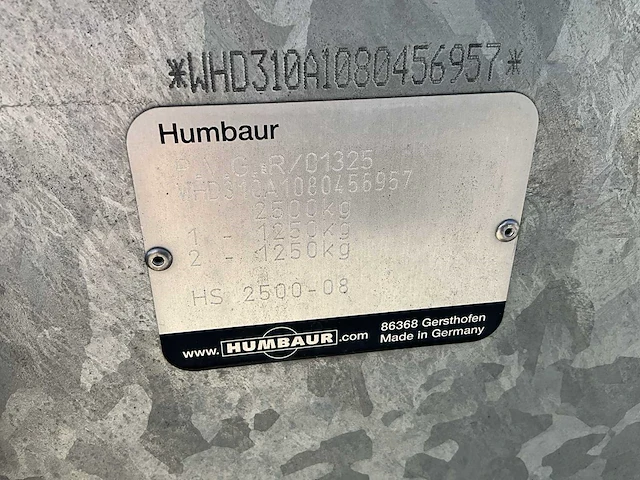 *WHD310A1080456957*
Humbaur
P.V.G.*R/01325
WHD310A1080456957
2500kg
1 - 1250kg
2 - 1250kg
HS 2500-08
www.HUMBAUR.com
86368 Gersthofen
Made in Germany